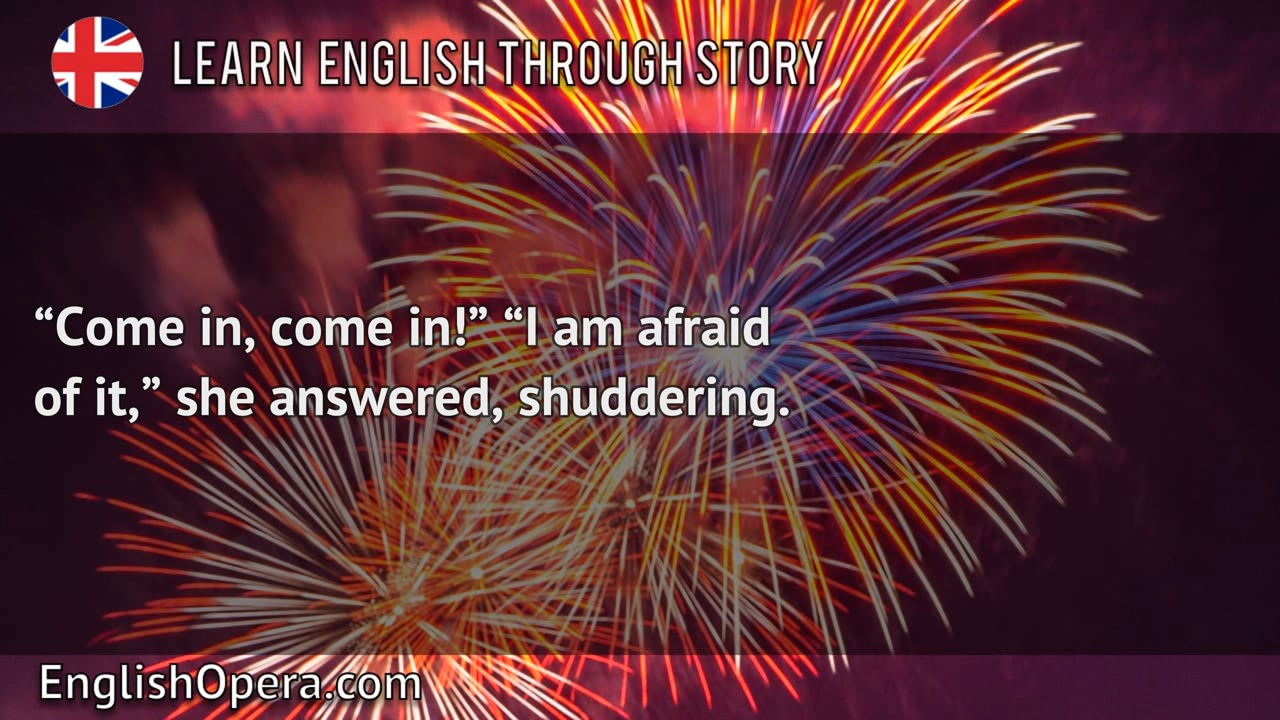 LEARN ENGLISH THROUGH STORY
“Come in, come in!” “I am afraid
of it,” she answered, shuddering.
EnglishOpera.com